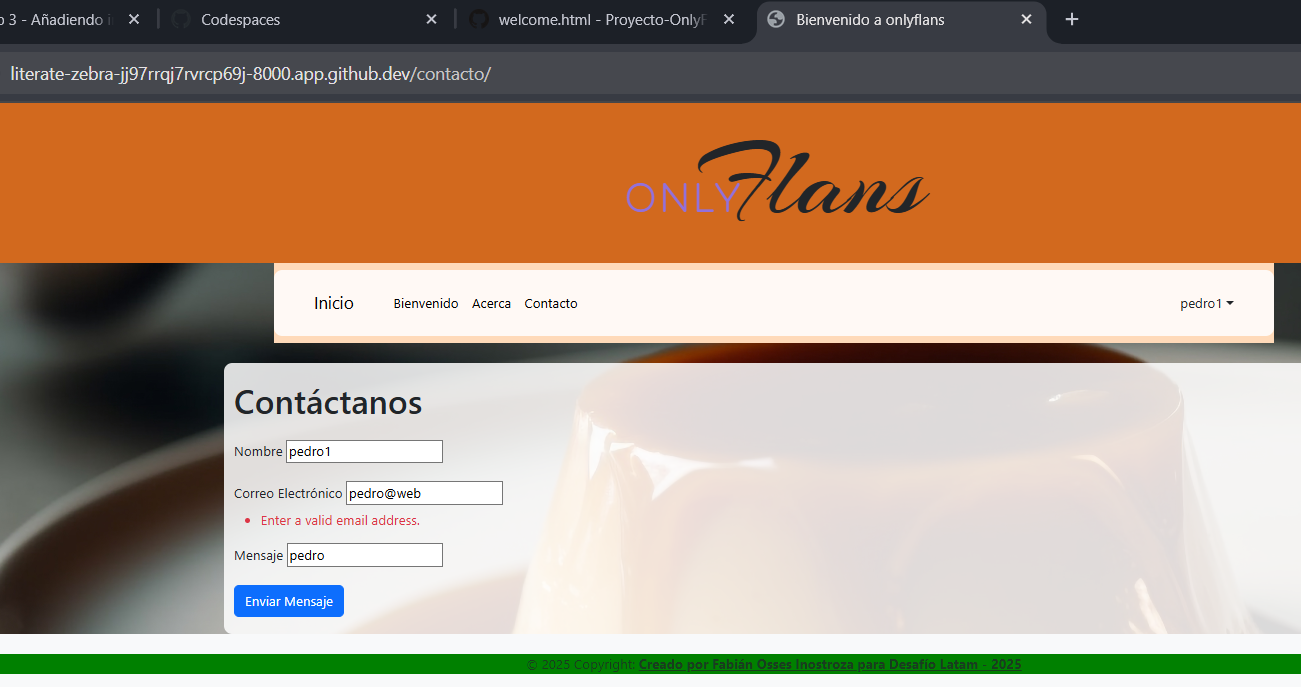 o 3 - Añadiendo i
Codespaces
welcome.html - Proyecto-OnlyF
Bienvenido a onlyflans
literate-zebra-jj97rrqj7rvrcp69j-8000.app.github.dev/contacto/
ONLY Flans
Inicio Bienvenido Acerca Contacto pedro1
Contáctanos
Nombre pedro1
Correo Electrónico pedro@web
Enter a valid email address.
Mensaje pedro
Enviar Mensaje
© 2025 Copyright: Creado por Fabián Osses Inostroza para Desafío Latam - 2025